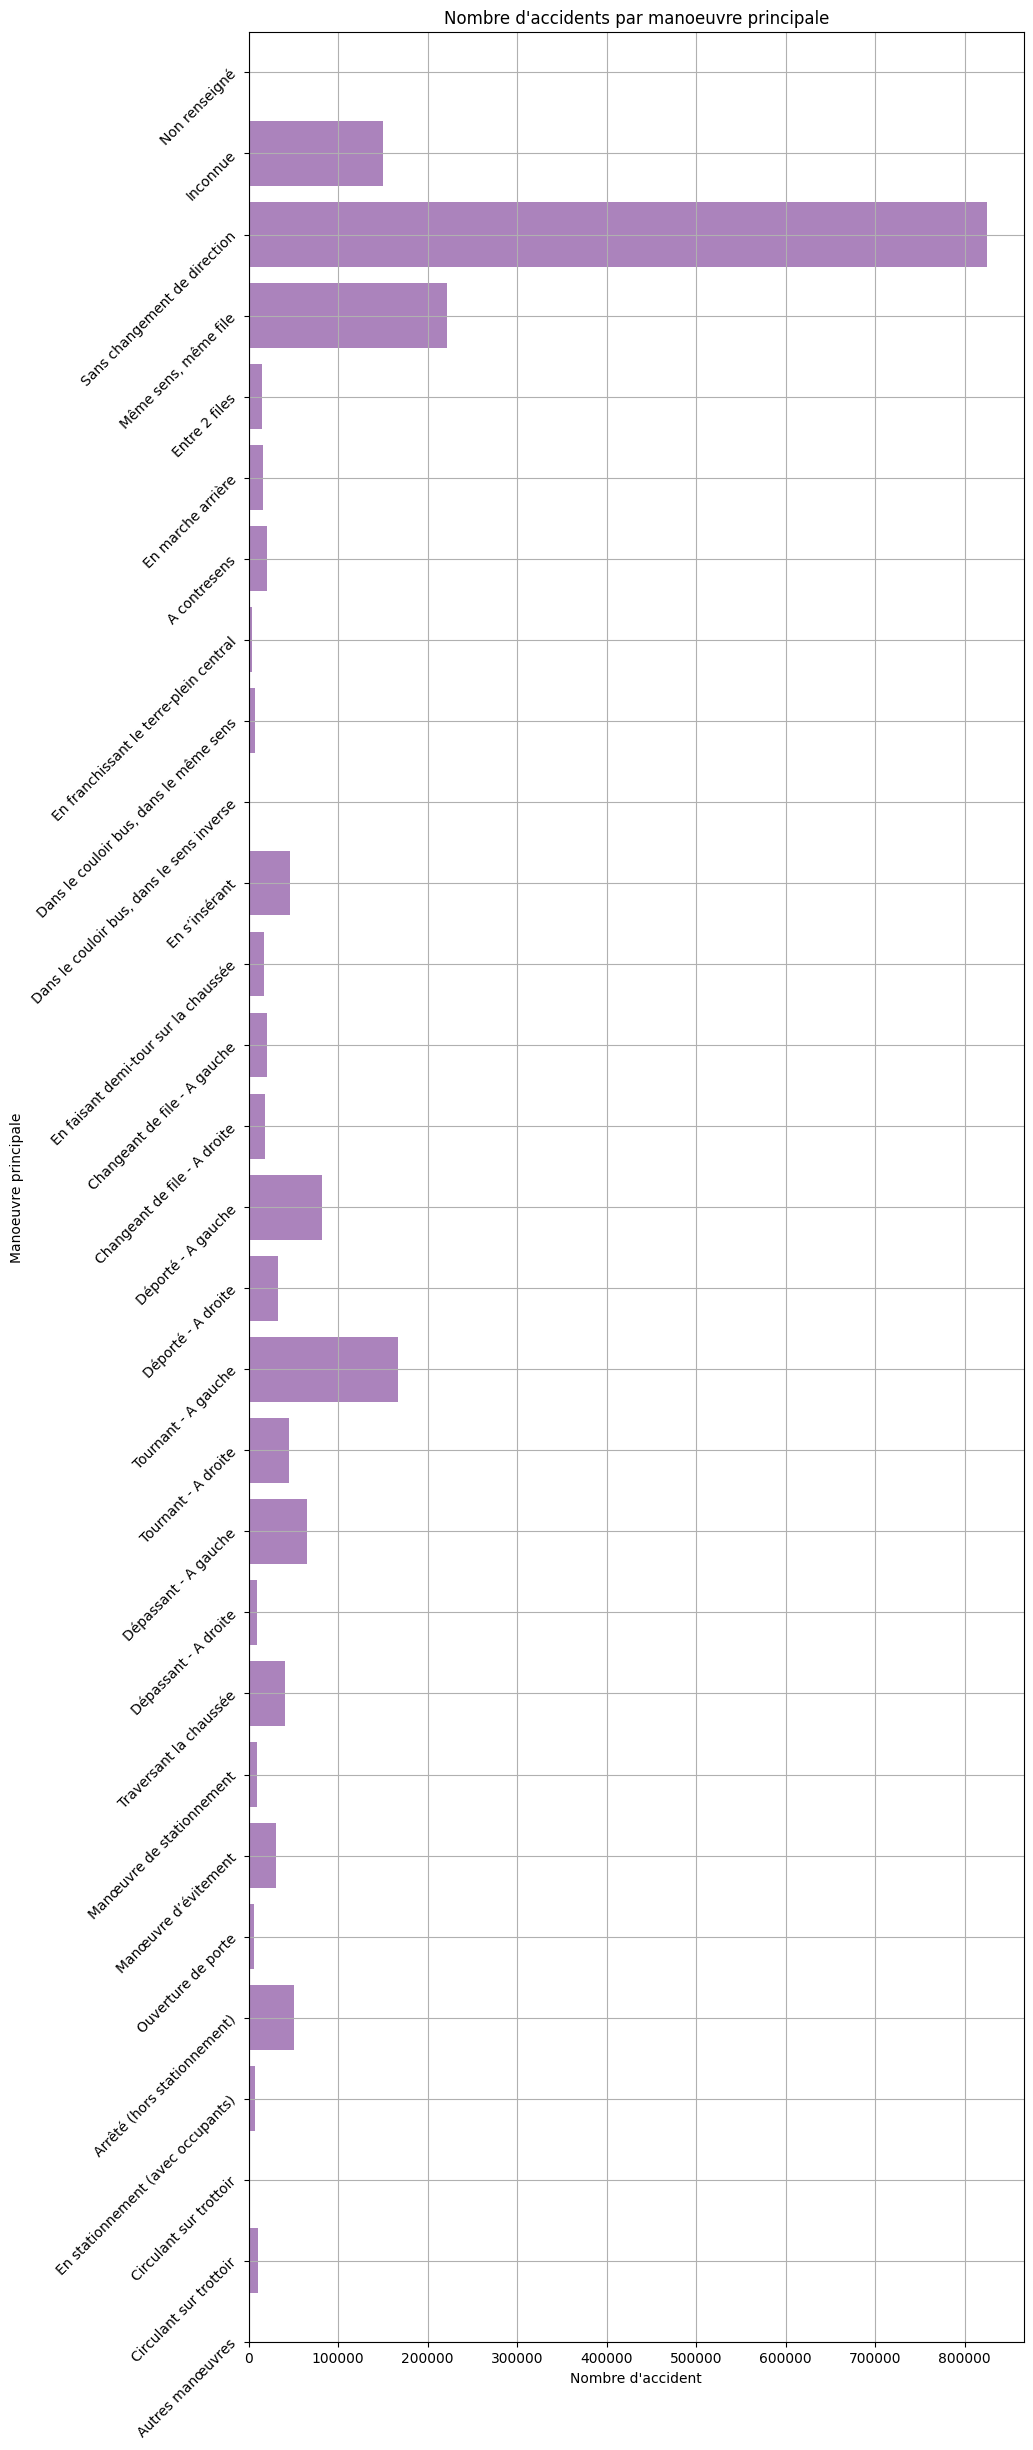 Nombre d'accidents par manoeuvre principale
Non renseigné
Inconnue
Sans changement de direction
Même sens, même file
Entre 2 files
En marche arrière
A contresens
En franchissant le terre-plein central
Dans le couloir bus, dans le même sens
Dans le couloir bus, dans le sens inverse
En s’insérant
En faisant demi-tour sur la chaussée
Changeant de file - A gauche
Changeant de file - A droite
Déporté - A gauche
Déporté - A droite
Tournant - A gauche
Tournant - A droite
Dépassant - A gauche
Dépassant - A droite
Traversant la chaussée
Manœuvre de stationnement
Manœuvre d’évitement
Ouverture de porte
Arrêté (hors stationnement)
En stationnement (avec occupants)
Circulant sur trottoir
Circulant sur trottoir
Autres manœuvres
Manoeuvre principale
0 100000 200000 300000 400000 500000 600000 700000 800000
Nombre d'accident